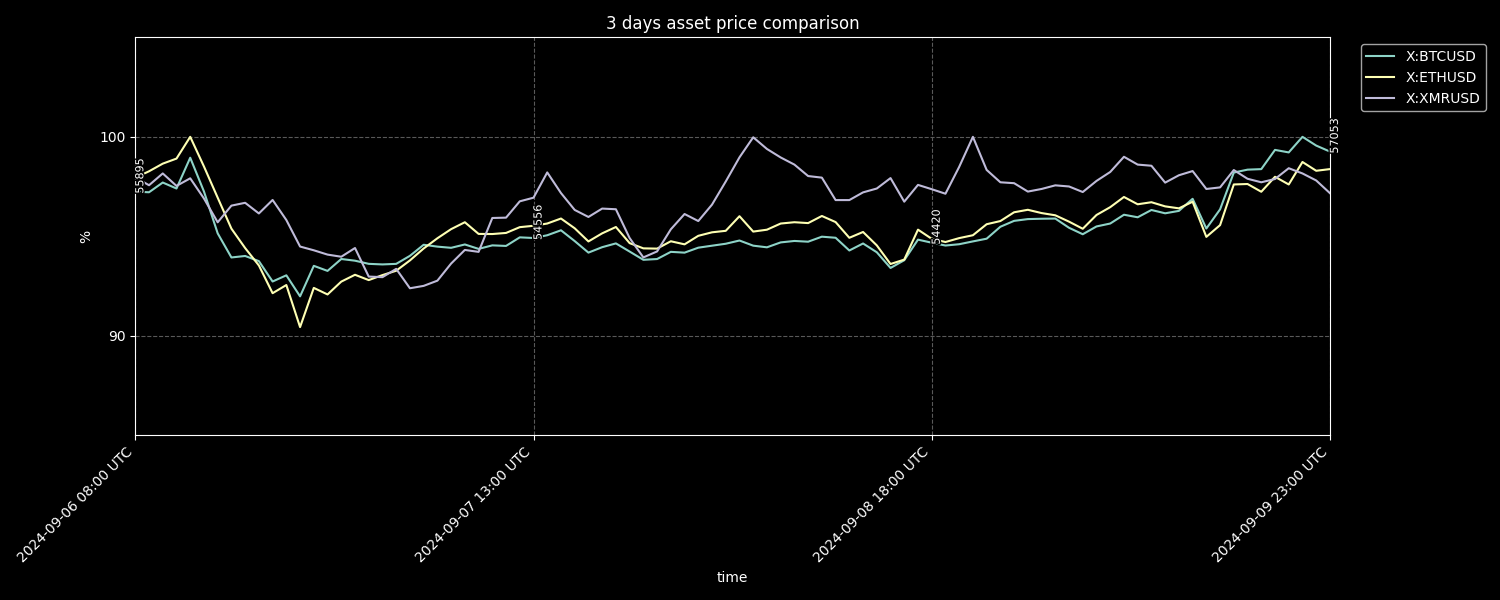 3 days asset price comparison
X:BTCUSD
X:ETHUSD
X:XMRUSD
100
90
%
55895
54556
54420
57053
2024-09-06 08:00 UTC
2024-09-07 13:00 UTC
2024-09-08 18:00 UTC
2024-09-09 23:00 UTC
time